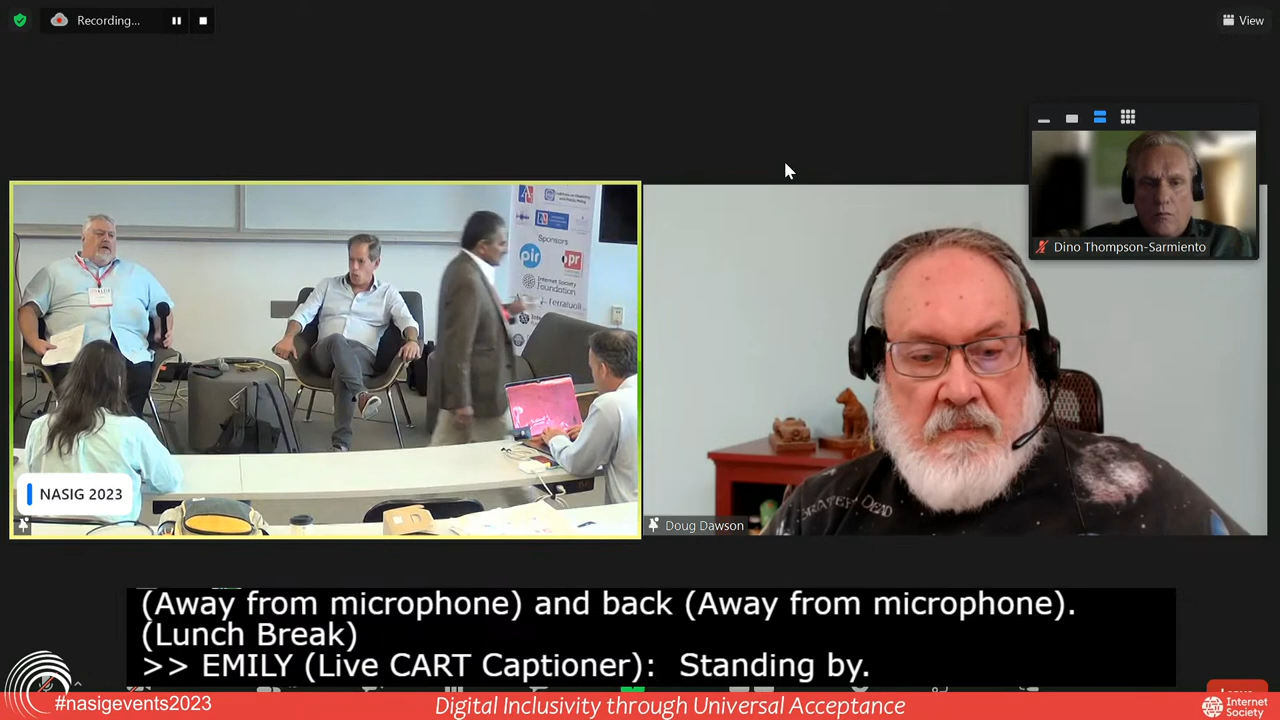 Recording...
View
Dino Thompson-Sarmiento
Sponsors
pir
Internet Society
Foundation
NASIG 2023
GRATEFUL DEAD
Doug Dawson
(Away from microphone) and back (Away from microphone).
(Lunch Break)
>> EMILY (Live CART Captioner):  Standing by.
#nasigevents2023
Digital Inclusivity through Universal Acceptance
Internet
Society